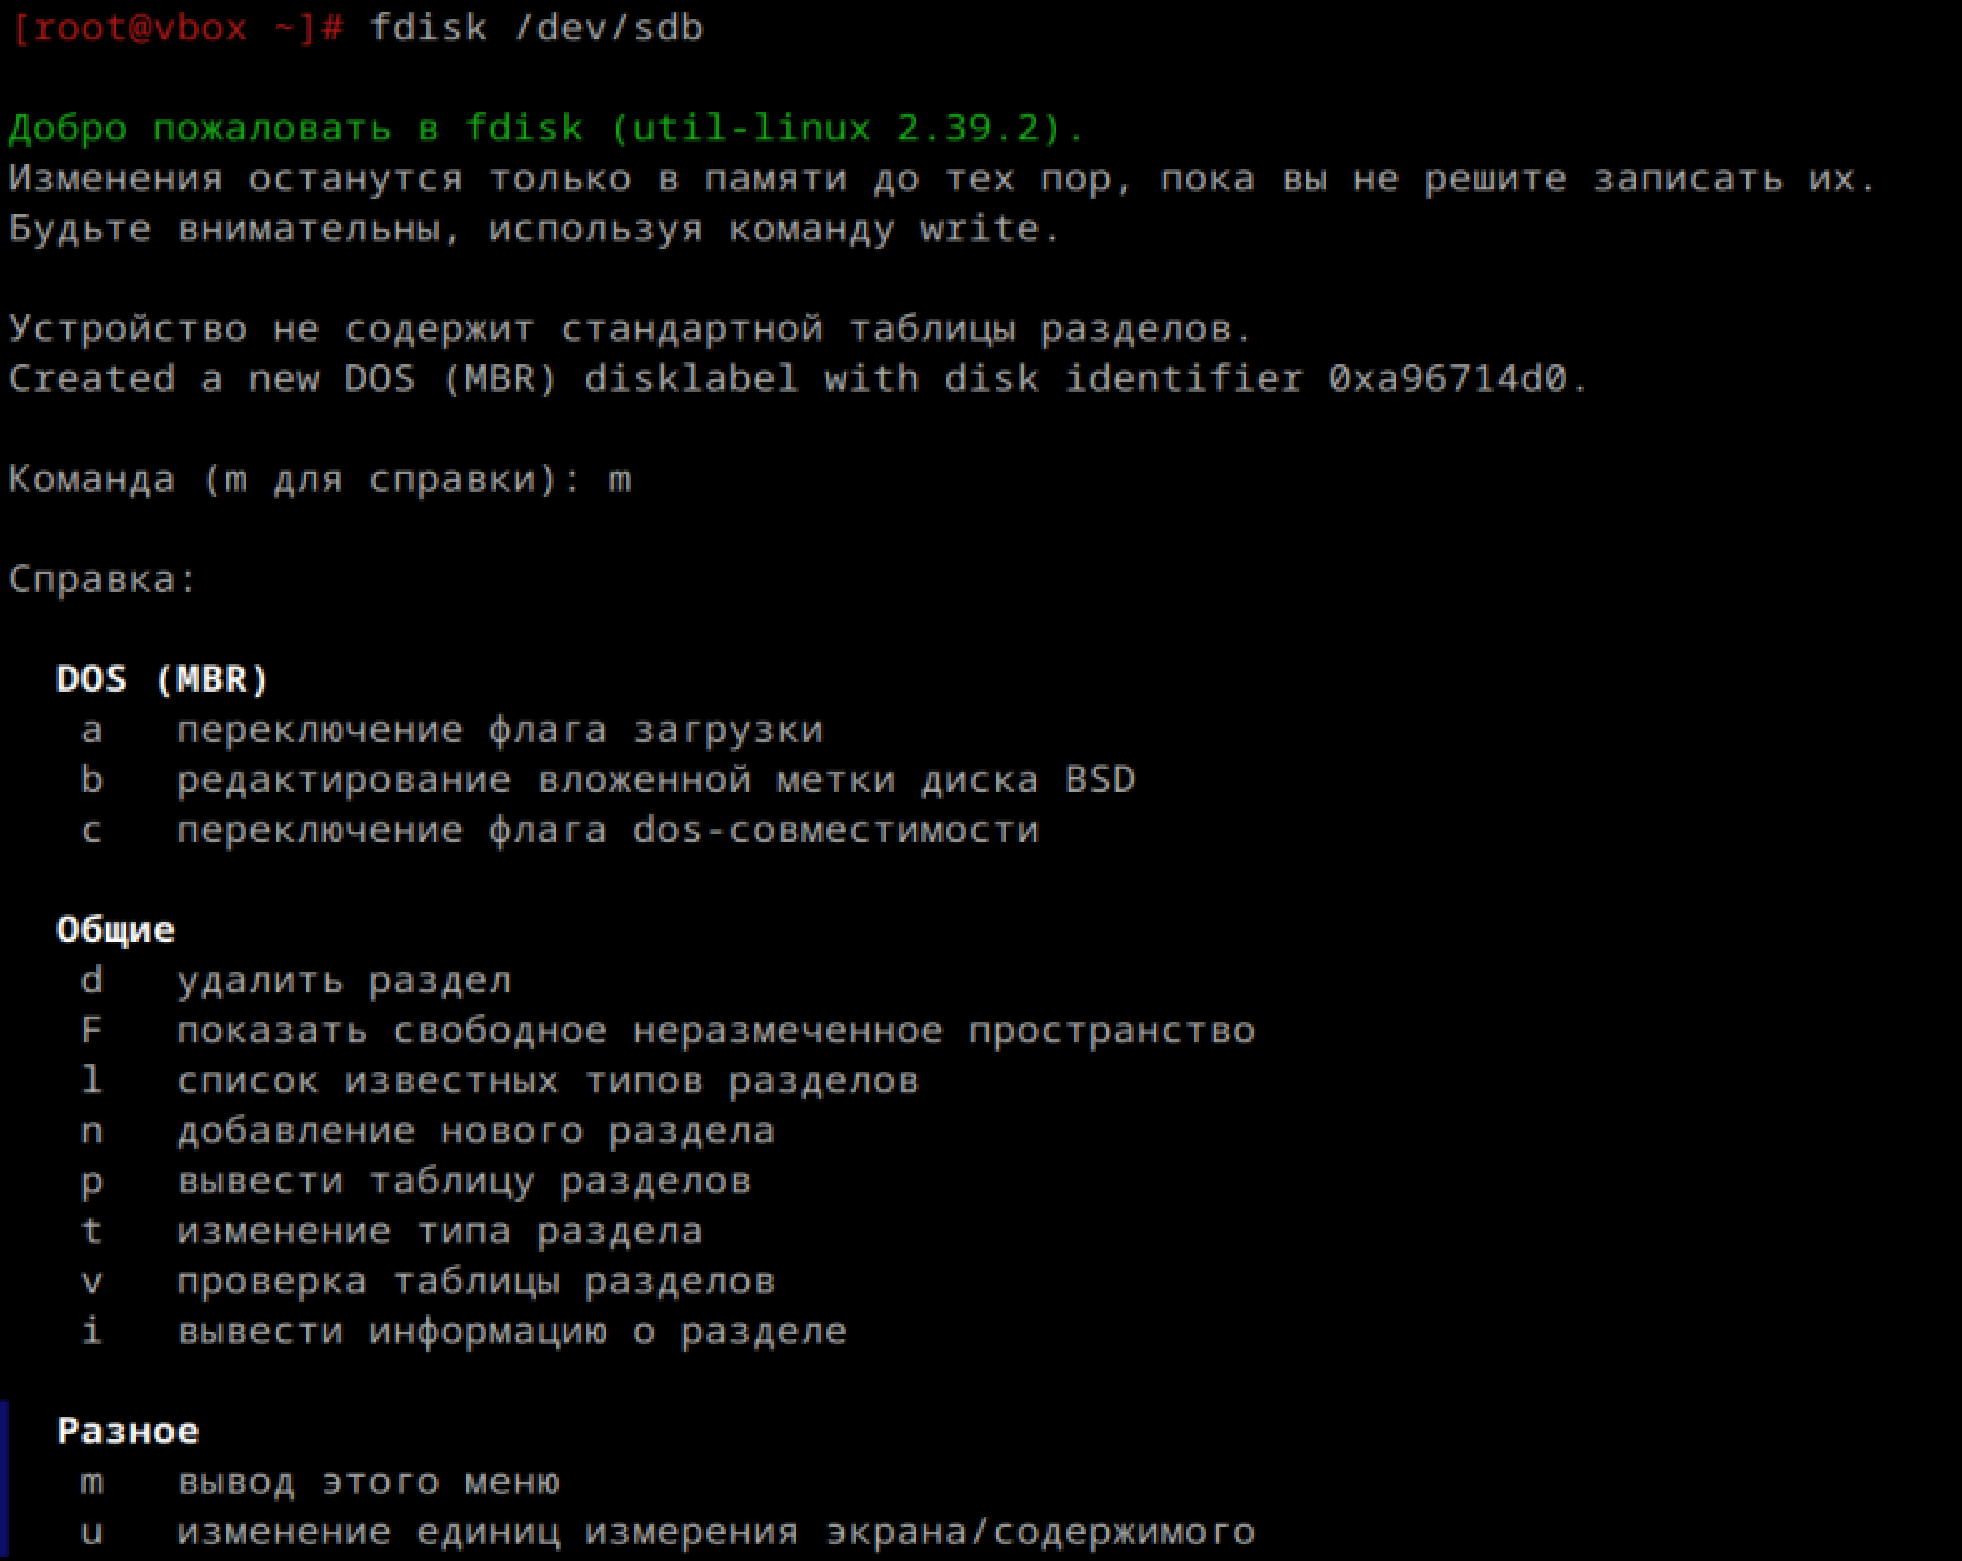 [root@vbox ~]# fdisk /dev/sdb
Добро пожаловать в fdisk (util-linux 2.39.2).
Изменения останутся только в памяти до тех пор, пока вы не решите записать их.
Будьте внимательны, используя команду write.
Устройство не содержит стандартной таблицы разделов.
Created a new DOS (MBR) disklabel with disk identifier 0xa96714d0.
Команда (m для справки): m
Справка:
DOS (MBR)
a переключение флага загрузки
b редактирование вложенной метки диска BSD
c переключение флага dos-совместимости
Общие
d удалить раздел
F показать свободное неразмеченное пространство
l список известных типов разделов
n добавление нового раздела
p вывести таблицу разделов
t изменение типа раздела
v проверка таблицы разделов
i вывести информацию о разделе
Разное
m вывод этого меню
u изменение единиц измерения экрана/содержимого